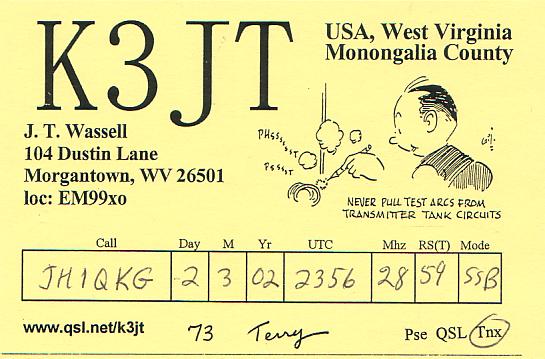 K3JT
USA, West Virginia
Monongalia County
J. T. Wassell
104 Dustin Lane
Morgantown, WV 26501
loc: EM99xo
PHSSSSSTT
PSSSST
NEVER PULL TEST ARCS FROM
TRANSMITTER TANK CIRCUITS
Call Day M Yr UTC Mhz RS(T) Mode
JH1QKG 2 3 02 2356 28 59 SSB
www.qsl.net/k3jt 73 Terry Pse QSL Tnx